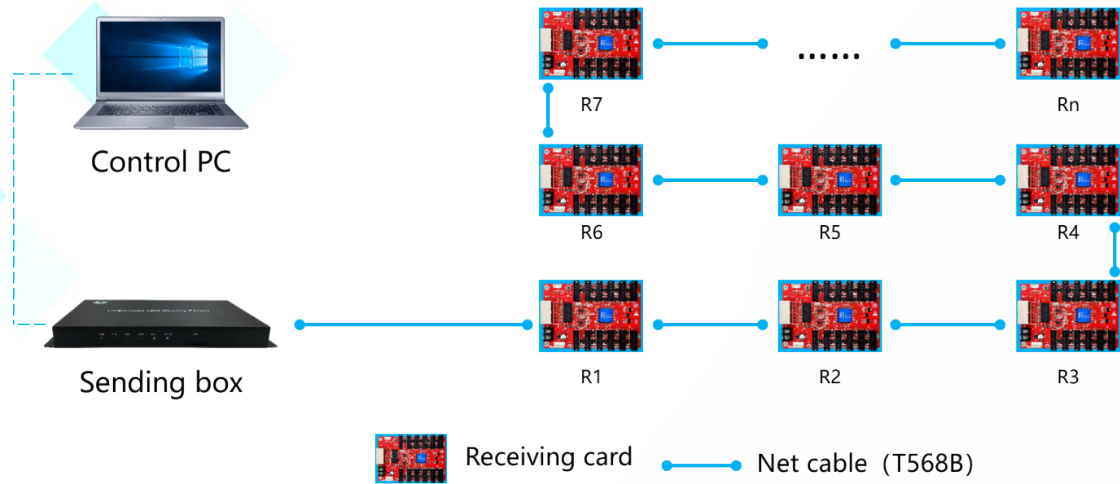 R7
......
Rn
Control PC
R6
R5
R4
Sending box
R1
R2
R3
Receiving card
Net cable（T568B）